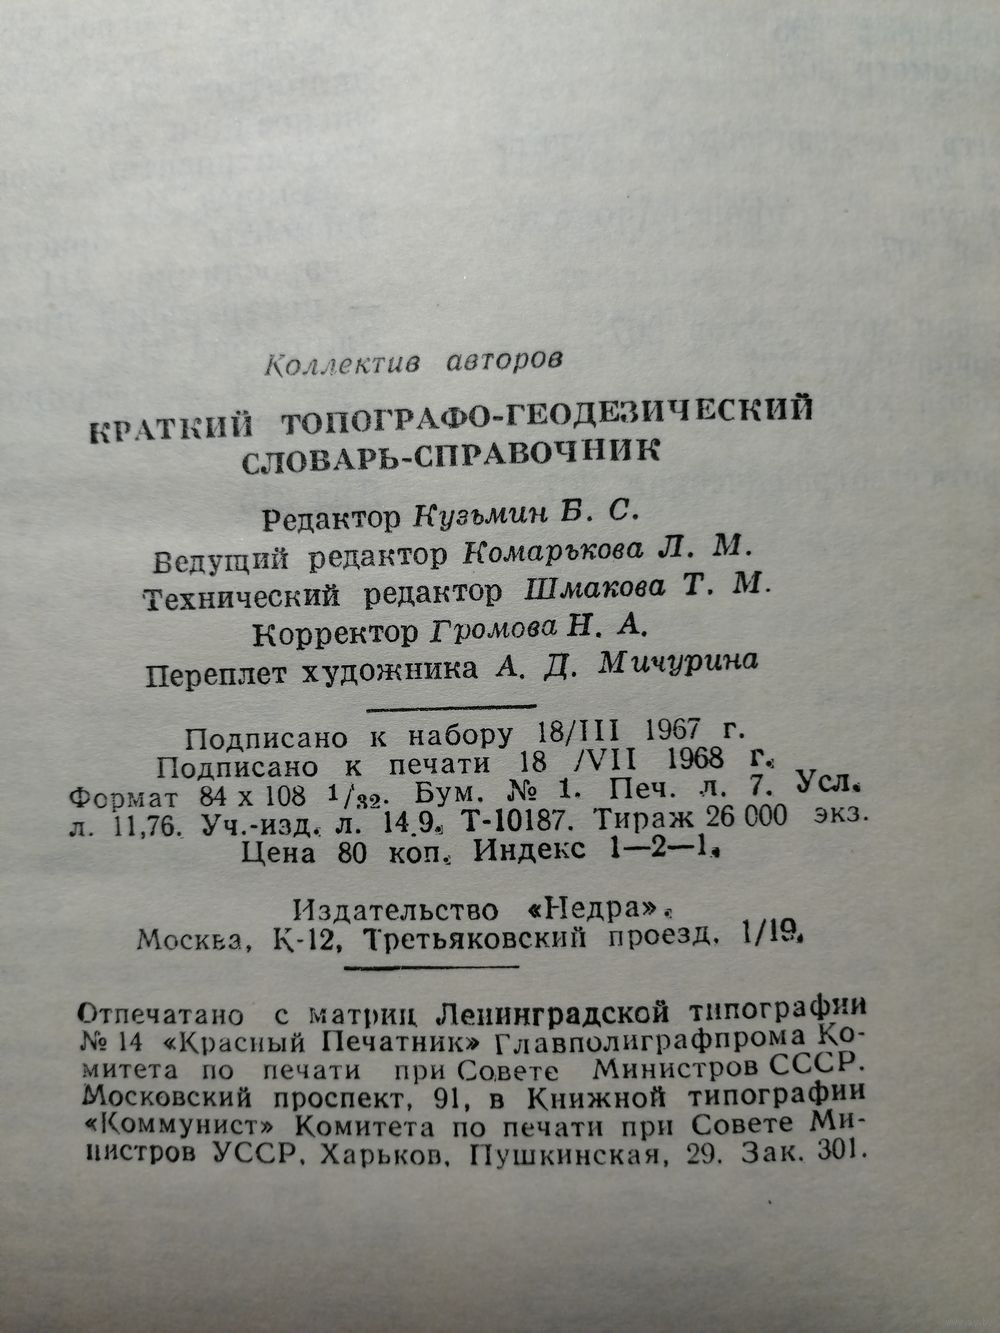 Коллектив авторов
КРАТКИЙ ТОПОГРАФО-ГЕОДЕЗИЧЕСКИЙ
СЛОВАРЬ-СПРАВОЧНИК
Редактор Кузьмин Б. С.
Ведущий редактор Комарькова Л. М.
Технический редактор Шмакова Т. М.
Корректор Громова Н. А.
Переплет художника А. Д. Мичурина
Подписано к набору 18/III 1967 г.
Подписано к печати 18 /VII 1968 г.
Формат 84 x 108 1/32. Бум. № 1. Печ. л. 7. Усл.
л. 11,76. Уч.-изд. л. 14.9. Т-10187. Тираж 26 000 экз.
Цена 80 коп. Индекс 1—2—1.
Издательство «Недра».
Москва, К-12, Третьяковский проезд, 1/19.
Отпечатано с матриц Ленинградской типографии
№ 14 «Красный Печатник» Главполиграфпрома Ко-
митета по печати при Совете Министров СССР.
Московский проспект, 91, в Книжной типографии
«Коммунист» Комитета по печати при Совете Ми-
нистров УССР, Харьков, Пушкинская, 29. Зак. 301.